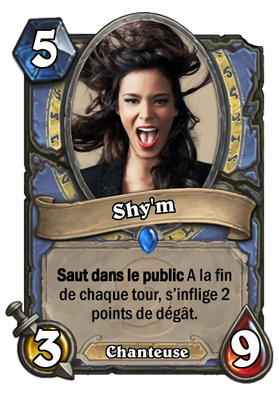 5
Shy'm
Saut dans le public A la fin
de chaque tour, s'inflige 2
points de dégât.
3
Chanteuse
9